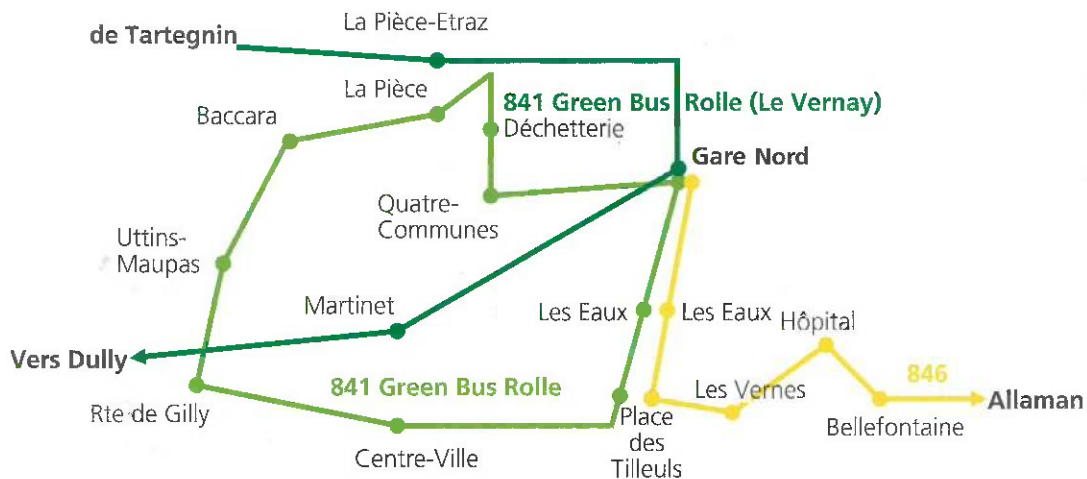 La Pièce-Etraz
de Tartegnin
La Pièce
841 Green Bus Rolle (Le Vernay)
Baccara
Déchetterie
Gare Nord
Quatre-
Communes
Uttins-
Maupas
Martinet
Les Eaux
Les Eaux
Hôpital
Vers Dully
841 Green Bus Rolle
Les Vernes
846
Allaman
Rte de Gilly
Place
des
Tilleuls
Bellefontaine
Centre-Ville